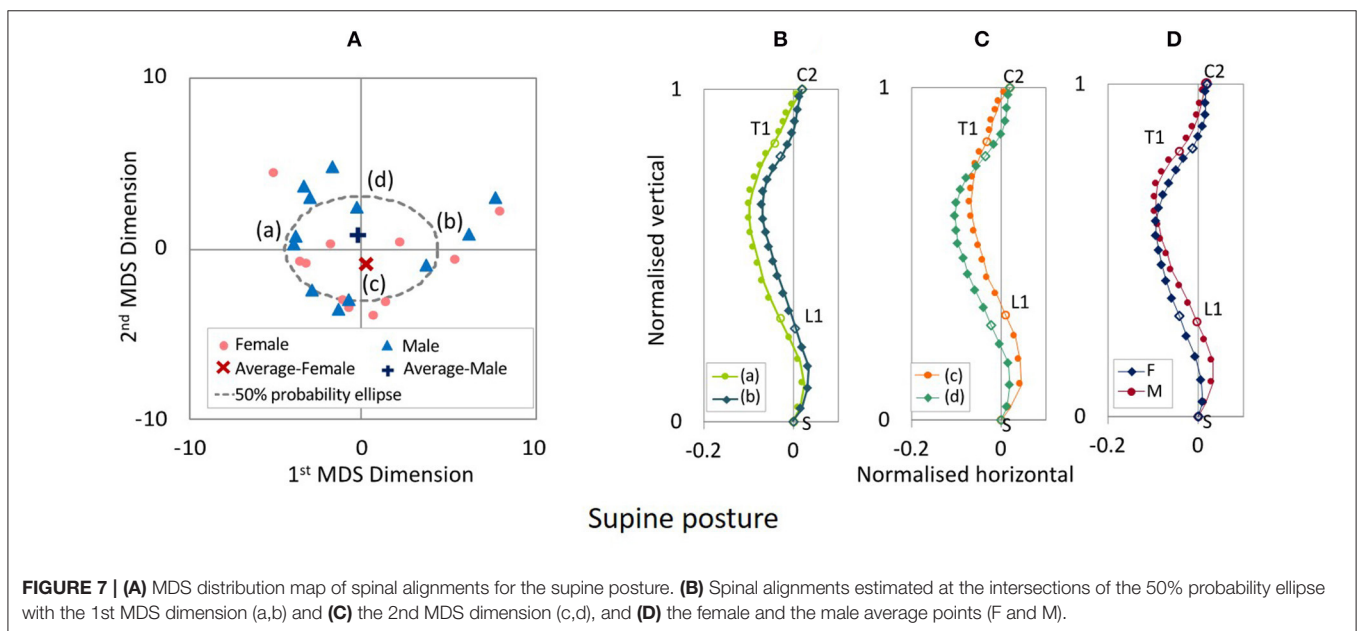 A
10
2nd MDS Dimension
0
-10
-10
0
10
1st MDS Dimension
(a)
(b)
(c)
(d)
Female
Male
Average-Female
Average-Male
50% probability ellipse
B
C2
1
T1
Normalised vertical
L1
(a)
(b)
0
S
-0.2
0
C
C2
1
T1
L1
(c)
(d)
0
S
-0.2
0
Normalised horizontal
D
C2
1
T1
L1
F
M
0
S
-0.2
0
Supine posture
FIGURE 7 | (A) MDS distribution map of spinal alignments for the supine posture. (B) Spinal alignments estimated at the intersections of the 50% probability ellipse
with the 1st MDS dimension (a,b) and (C) the 2nd MDS dimension (c,d), and (D) the female and the male average points (F and M).